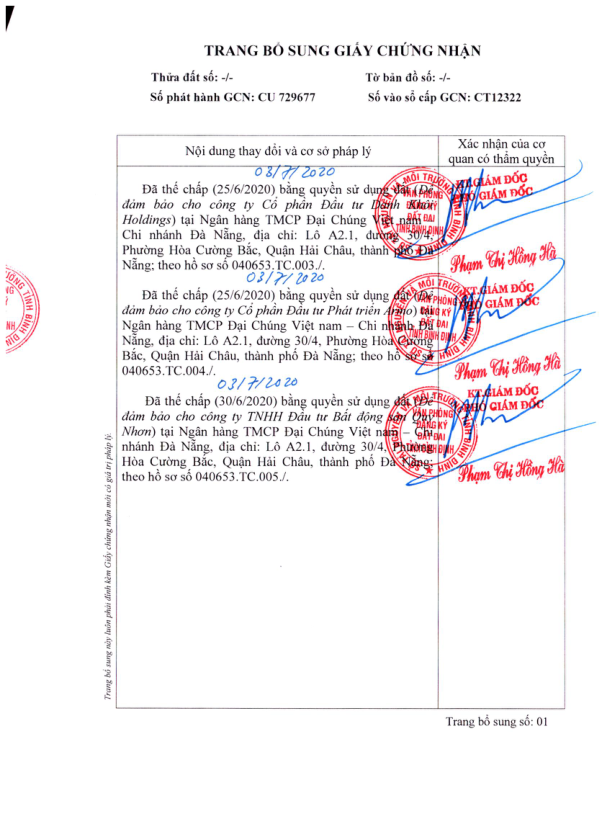 TRANG BỔ SUNG GIẤY CHỨNG NHẬN
Thửa đất số: -/-
Tờ bản đồ số: -/-
Số phát hành GCN: CU 729677
Số vào sổ cấp GCN: CT12322
Nội dung thay đổi và cơ sở pháp lý
Xác nhận của cơ
quan có thẩm quyền
03/7/2020
Đã thế chấp (25/6/2020) bằng quyền sử dụng đất (Để
đảm bảo cho công ty Cổ phần Đầu tư Danh Khôi
Holdings) tại Ngân hàng TMCP Đại Chúng Việt nam –
Chi nhánh Đà Nẵng, địa chỉ: Lô A2.1, đường 30/4,
Phường Hòa Cường Bắc, Quận Hải Châu, thành phố Đà
Nẵng; theo hồ sơ số 040653.TC.003./.
KT.GIÁM ĐỐC
PHÓ GIÁM ĐỐC
Phạm Thị Hồng Hà
03/7/2020
Đã thế chấp (25/6/2020) bằng quyền sử dụng đất (Để
đảm bảo cho công ty Cổ phần Đầu tư Phát triển) tại
Ngân hàng TMCP Đại Chúng Việt nam – Chi nhánh Đà
Nẵng, địa chỉ: Lô A2.1, đường 30/4, Phường Hòa Cường
Bắc, Quận Hải Châu, thành phố Đà Nẵng; theo hồ sơ số
040653.TC.004./.
KT.GIÁM ĐỐC
PHÓ GIÁM ĐỐC
Phạm Thị Hồng Hà
03/7/2020
Đã thế chấp (30/6/2020) bằng quyền sử dụng đất (Để
đảm bảo cho công ty TNHH Đầu tư Bất động sản Quy
Nhơn) tại Ngân hàng TMCP Đại Chúng Việt nam – Chi
nhánh Đà Nẵng, địa chỉ: Lô A2.1, đường 30/4, Phường
Hòa Cường Bắc, Quận Hải Châu, thành phố Đà Nẵng;
theo hồ sơ số 040653.TC.005./.
KT.GIÁM ĐỐC
PHÓ GIÁM ĐỐC
Phạm Thị Hồng Hà
VĂN PHÒNG
ĐĂNG KÝ
ĐẤT ĐAI
TỈNH BÌNH ĐỊNH
Trang bổ sung này luôn phải đính kèm Giấy chứng nhận mới có giá trị pháp lý.
Trang bổ sung số: 01